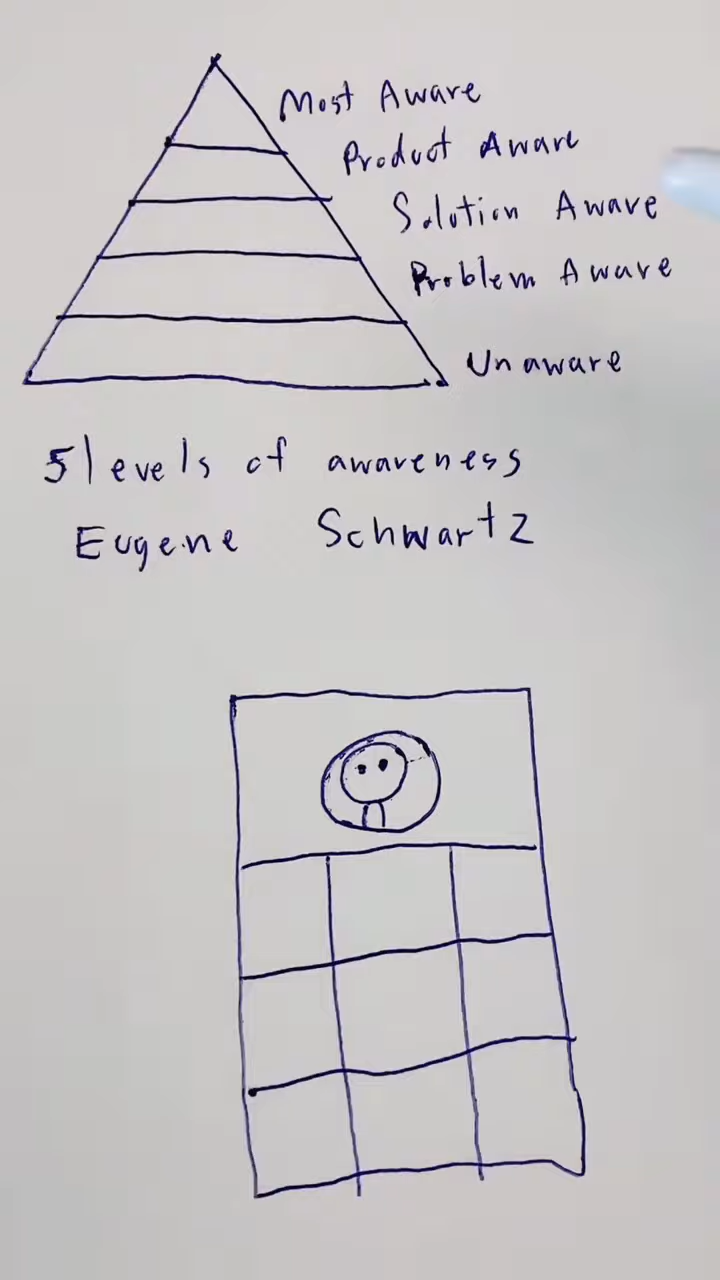 Most Aware
Product Aware
Solution Aware
Problem Aware
Unaware
5 levels of awareness
Eugene Schwartz